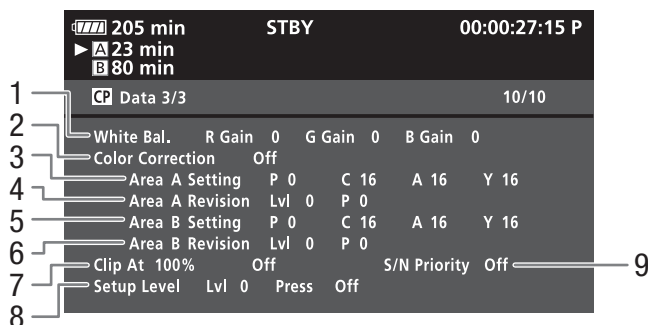 205 min STBY 00:00:27:15 P
A 23 min
B 80 min
CP Data 3/3 10/10
1 White Bal. R Gain 0 G Gain 0 B Gain 0
2 Color Correction Off
3 Area A Setting P 0 C 16 A 16 Y 16
4 Area A Revision Lvl 0 P 0
5 Area B Setting P 0 C 16 A 16 Y 16
6 Area B Revision Lvl 0 P 0
7 Clip At 100% Off S/N Priority Off 9
8 Setup Level Lvl 0 Press Off